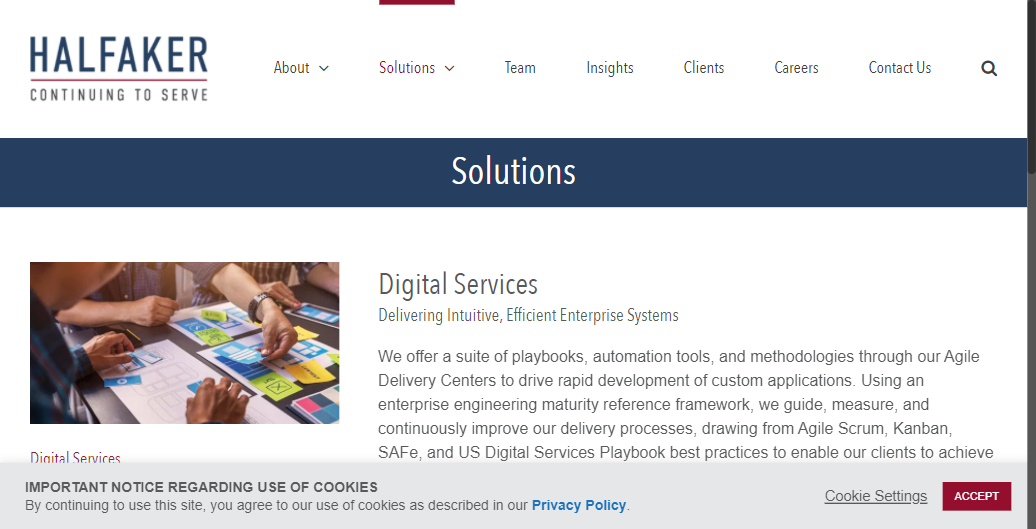 HALFAKER
CONTINUING TO SERVE
About
Solutions
Team
Insights
Clients
Careers
Contact Us
Solutions
Digital Services
Delivering Intuitive, Efficient Enterprise Systems
We offer a suite of playbooks, automation tools, and methodologies through our Agile
Delivery Centers to drive rapid development of custom applications. Using an
enterprise engineering maturity reference framework, we guide, measure, and
continuously improve our delivery processes, drawing from Agile Scrum, Kanban,
SAFe, and US Digital Services Playbook best practices to enable our clients to achieve
Digital Services
IMPORTANT NOTICE REGARDING USE OF COOKIES
By continuing to use this site, you agree to our use of cookies as described in our Privacy Policy.
Cookie Settings
ACCEPT